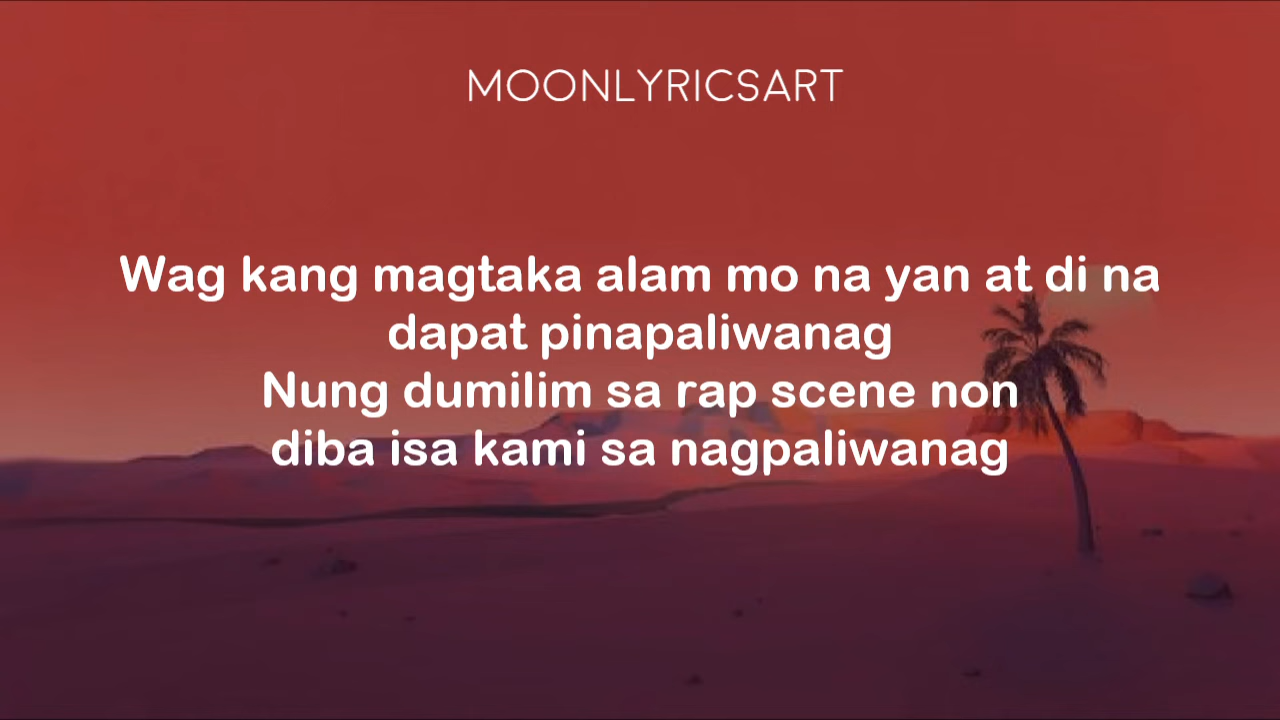 MOONLYRICSART
Wag kang magtaka alam mo na yan at di na
dapat pinapaliwanag
Nung dumilim sa rap scene non
diba isa kami sa nagpaliwanag